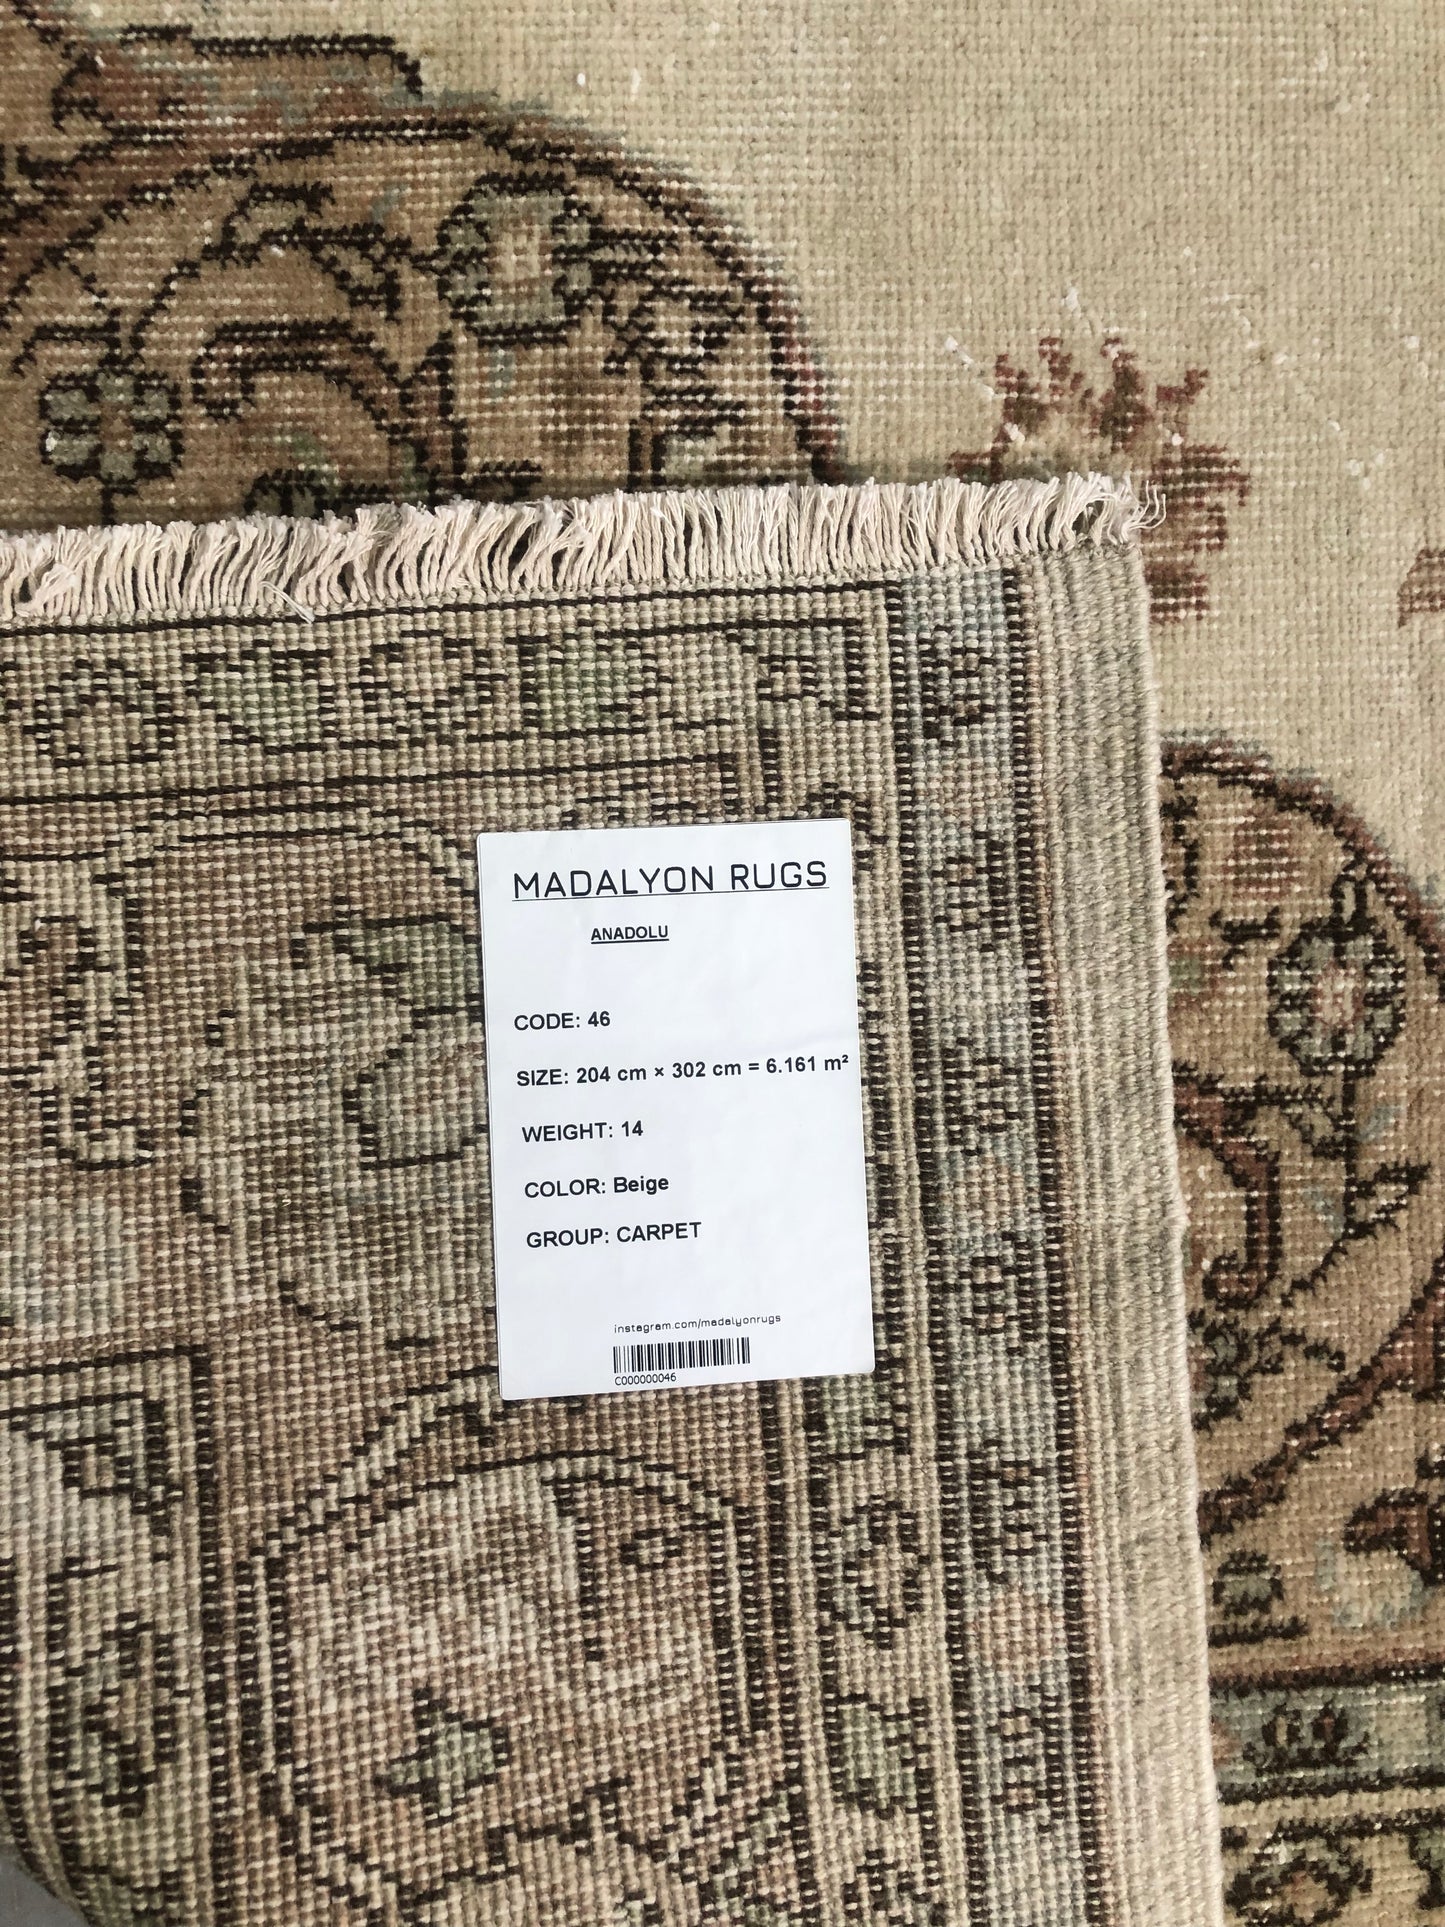 MADALYON RUGS
ANADOLU
CODE: 46
SIZE: 204 cm × 302 cm = 6.161 m²
WEIGHT: 14
COLOR: Beige
GROUP: CARPET
instagram.com/madalyonrugs
C000000046